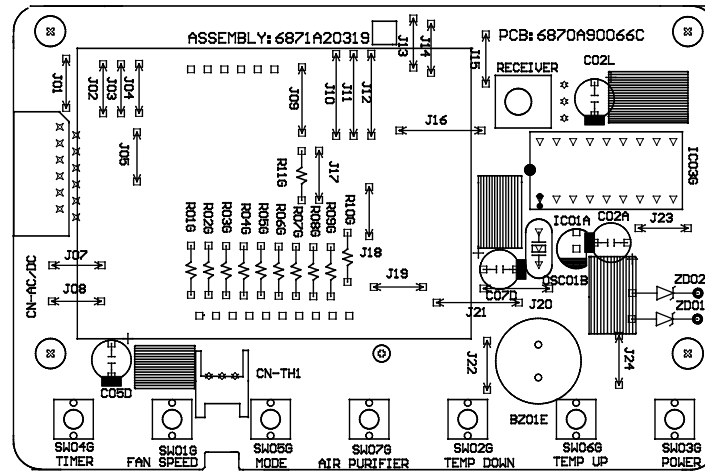 ASSEMBLY:6871A20319
PCB:6870A90066C
J13
J14
J15
C02L
RECEIVER
J01
J02
J03
J04
J09
J10
J11
J12
J16
J05
IC03G
R11G
J17
R01G
R02G
R03G
R04G
R05G
R06G
R07G
R08G
R09G
R10G
IC01A
C02A
J23
J07
J18
CN-DC/CA
J08
J19
C07D
OSC01B
J20
J21
ZD02
ZD01
CN-TH1
J22
J24
C05D
BZ01E
SW04G
SW01G
SW05G
SW07G
SW02G
SW06G
SW03G
TIMER
FAN SPEED
MODE
AIR PURIFIER
TEMP DOWN
TEMP UP
POWER